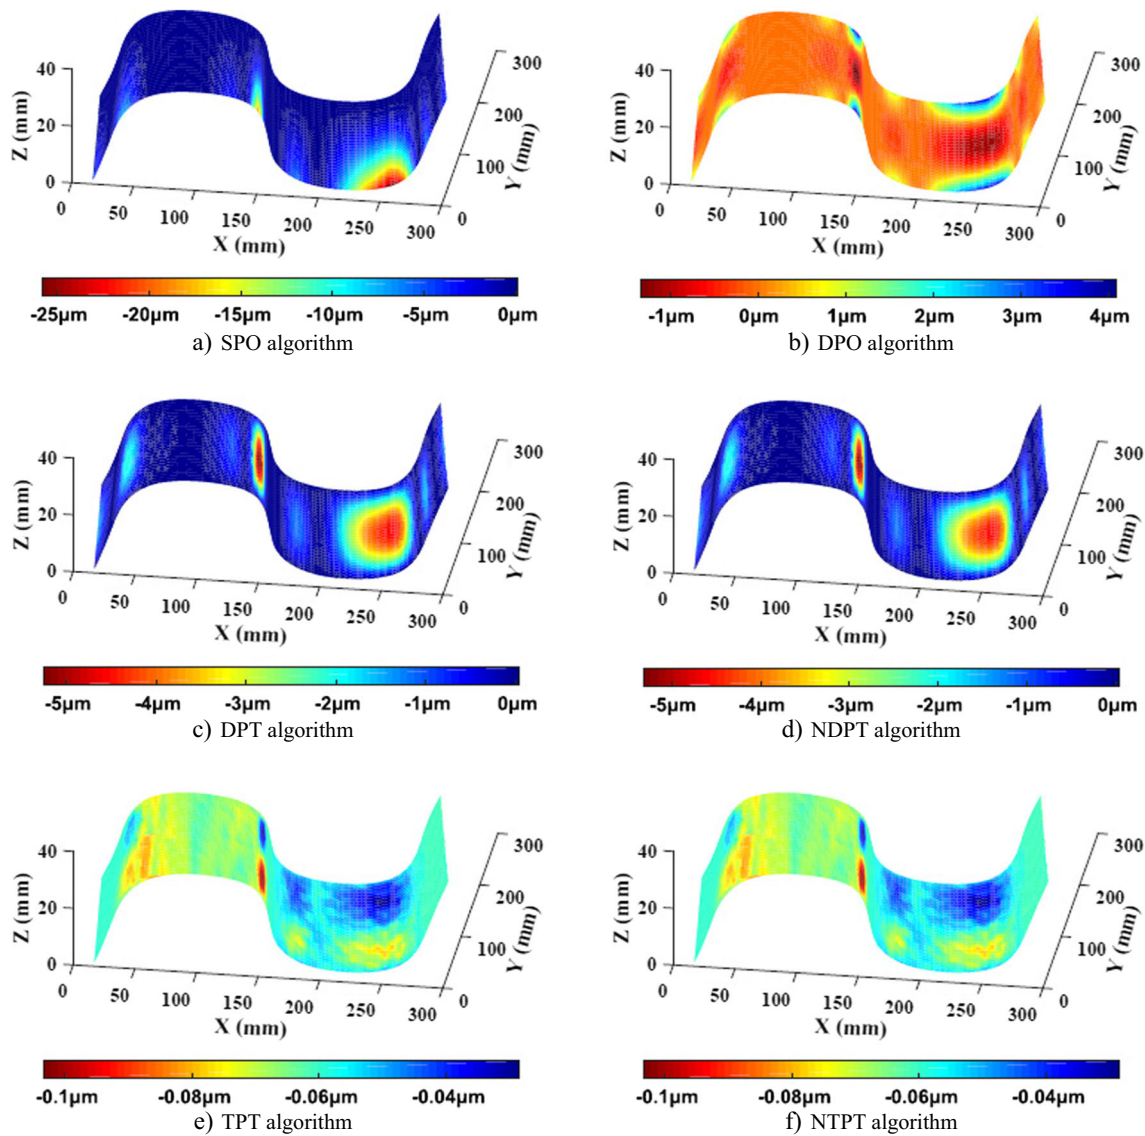 40
20
0
Z (mm)
0
50
100
150
200
250
300
X (mm)
300
200
100
0
Y (mm)
-25μm -20μm -15μm -10μm -5μm 0μm
a) SPO algorithm
40
20
0
Z (mm)
0
50
100
150
200
250
300
X (mm)
300
200
100
0
Y (mm)
-1μm 0μm 1μm 2μm 3μm 4μm
b) DPO algorithm
40
20
0
Z (mm)
0
50
100
150
200
250
300
X (mm)
300
200
100
0
Y (mm)
-5μm -4μm -3μm -2μm -1μm 0μm
c) DPT algorithm
40
20
0
Z (mm)
0
50
100
150
200
250
300
X (mm)
300
200
100
0
Y (mm)
-5μm -4μm -3μm -2μm -1μm 0μm
d) NDPT algorithm
40
20
0
Z (mm)
0
50
100
150
200
250
300
X (mm)
300
200
100
0
Y (mm)
-0.1μm -0.08μm -0.06μm -0.04μm
e) TPT algorithm
40
20
0
Z (mm)
0
50
100
150
200
250
300
X (mm)
300
200
100
0
Y (mm)
-0.1μm -0.08μm -0.06μm -0.04μm
f) NTPT algorithm